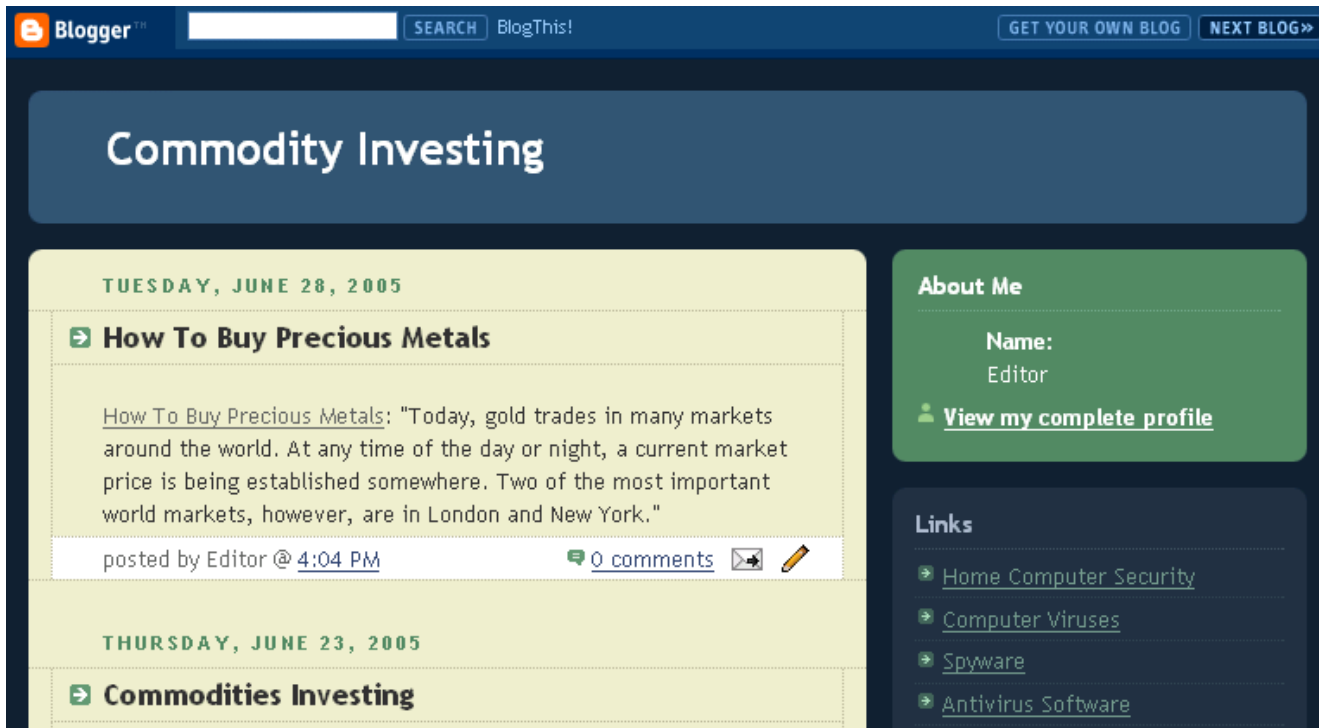 Blogger™ SEARCH BlogThis! GET YOUR OWN BLOG NEXT BLOG»
Commodity Investing
TUESDAY, JUNE 28, 2005
How To Buy Precious Metals
How To Buy Precious Metals: "Today, gold trades in many markets
around the world. At any time of the day or night, a current market
price is being established somewhere. Two of the most important
world markets, however, are in London and New York."
posted by Editor @ 4:04 PM 0 comments
THURSDAY, JUNE 23, 2005
Commodities Investing
About Me
Name:
Editor
View my complete profile
Links
Home Computer Security
Computer Viruses
Spyware
Antivirus Software